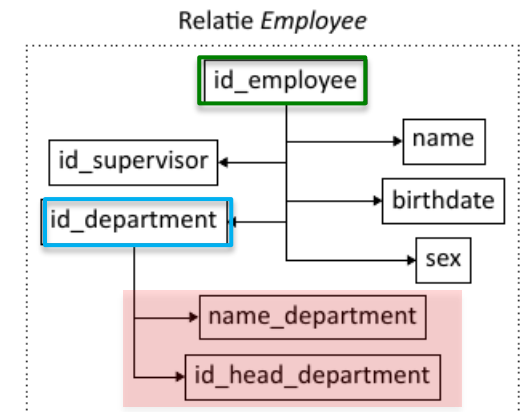 Relatie Employee
id_employee
name
id_supervisor
birthdate
id_department
sex
name_department
id_head_department